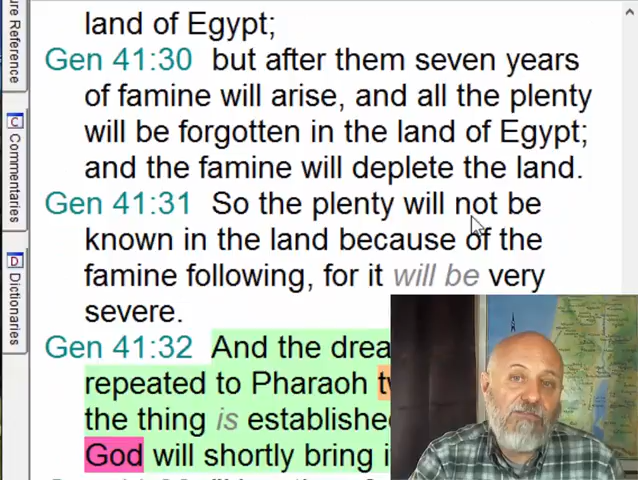 land of Egypt;
Gen 41:30 but after them seven years
of famine will arise, and all the plenty
will be forgotten in the land of Egypt;
and the famine will deplete the land.
Gen 41:31 So the plenty will not be
known in the land because of the
famine following, for it will be very
severe.
Gen 41:32 And the drea
repeated to Pharaoh tw
the thing is established
God will shortly bring i
ure Reference
Commentaries
Dictionaries